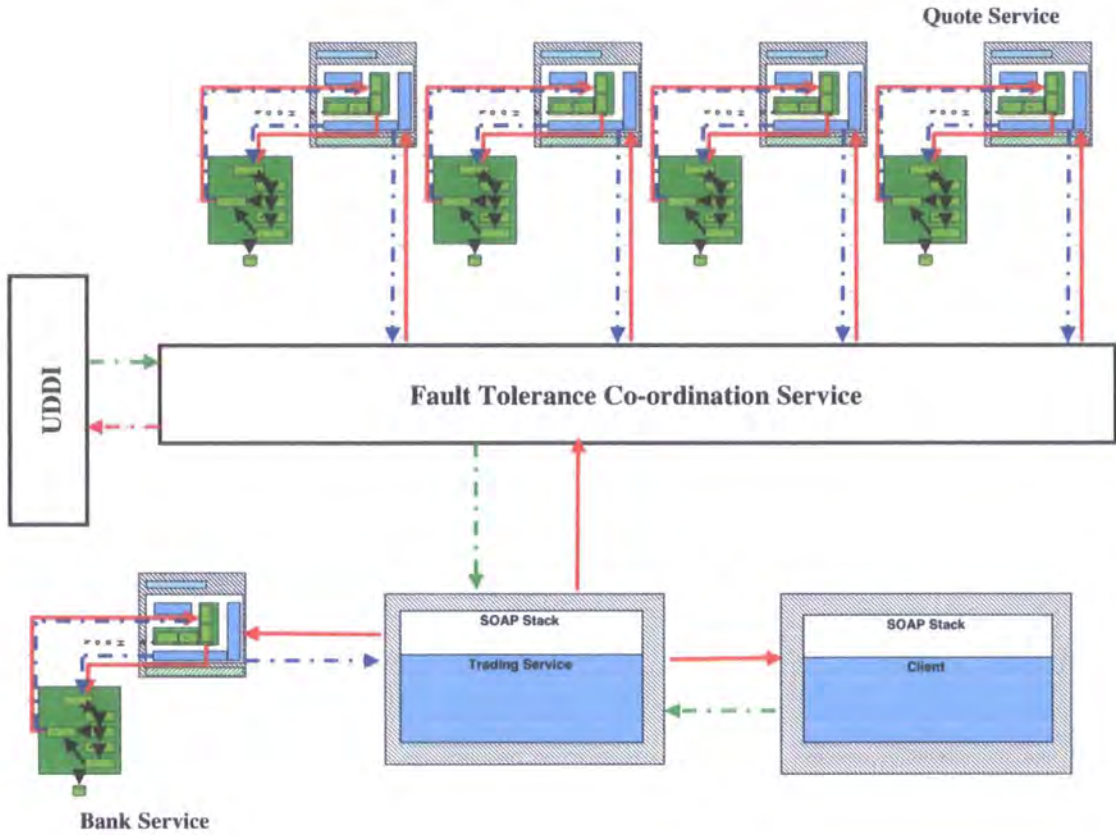 Quote Service
UDDI
Fault Tolerance Co-ordination Service
SOAP Stack
Trading Service
SOAP Stack
Client
Bank Service